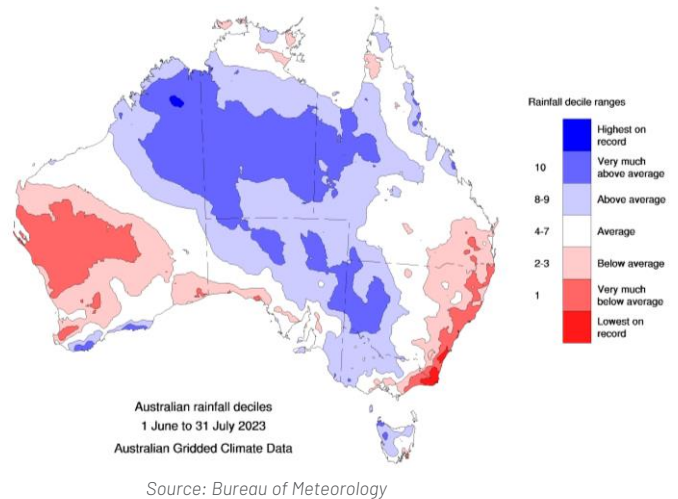 Rainfall decile ranges
Highest on
record
10
Very much
above average
8-9
Above average
4-7
Average
2-3
Below average
1
Very much
below average
Lowest on
record
Australian rainfall deciles
1 June to 31 July 2023
Australian Gridded Climate Data
Source: Bureau of Meteorology